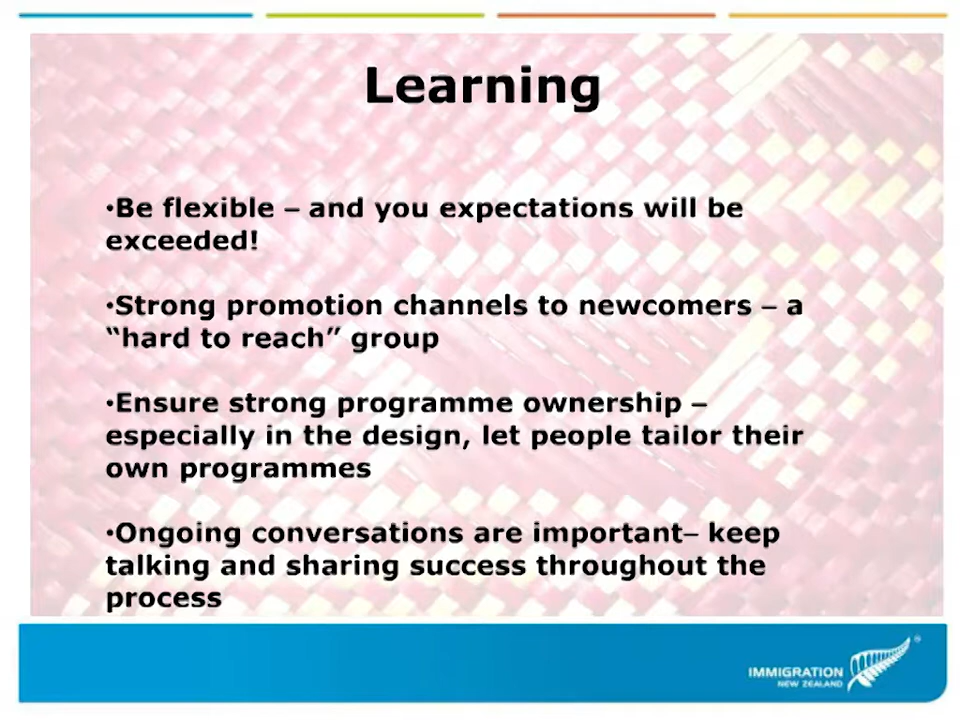 Learning
•Be flexible – and you expectations will be
exceeded!
•Strong promotion channels to newcomers – a
“hard to reach” group
•Ensure strong programme ownership –
especially in the design, let people tailor their
own programmes
•Ongoing conversations are important– keep
talking and sharing success throughout the
process
IMMIGRATION
NEW ZEALAND
®